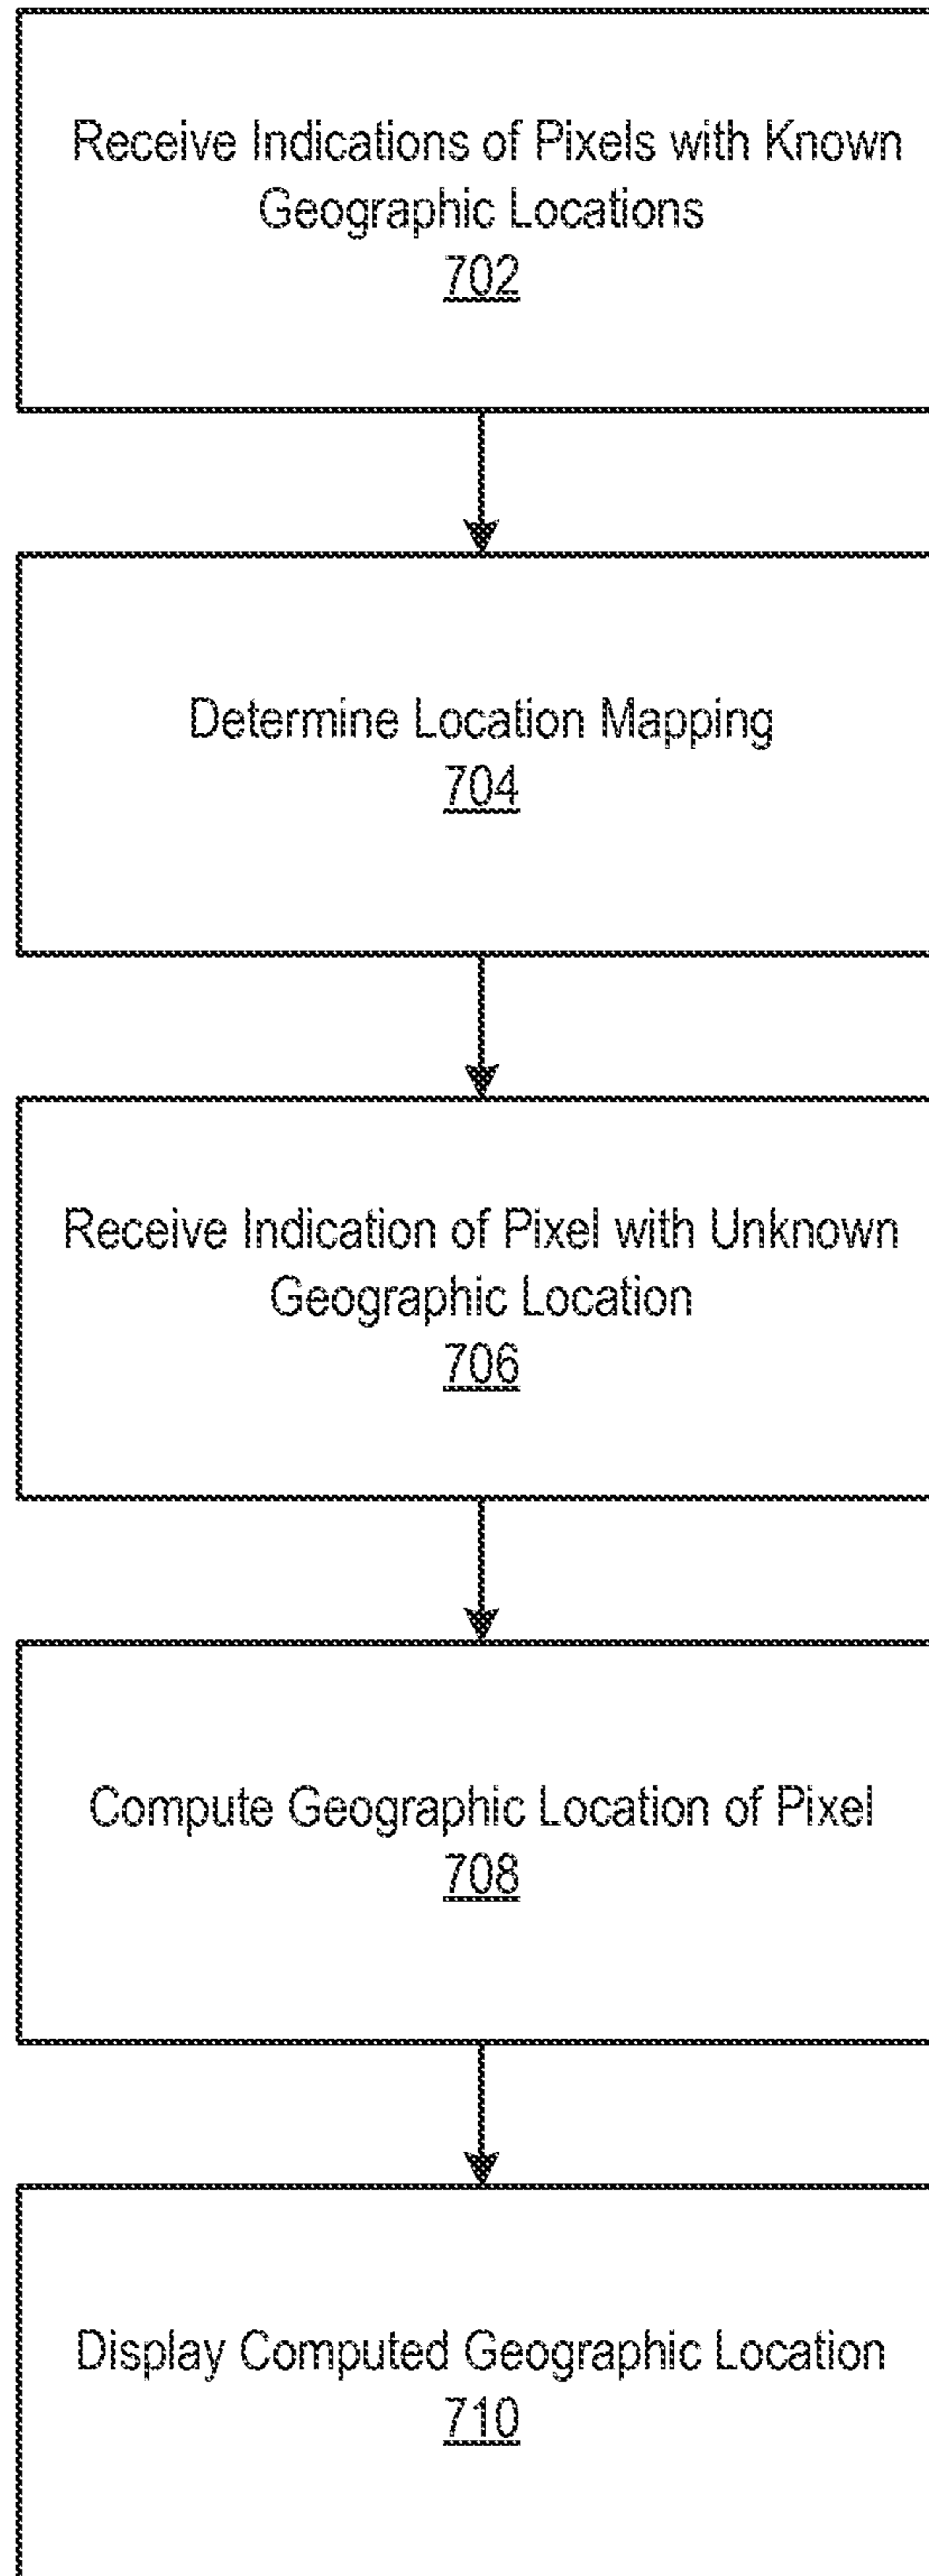 Receive Indications of Pixels with Known
Geographic Locations
702
Determine Location Mapping
704
Receive Indication of Pixel with Unknown
Geographic Location
706
Compute Geographic Location of Pixel
708
Display Computed Geographic Location
710